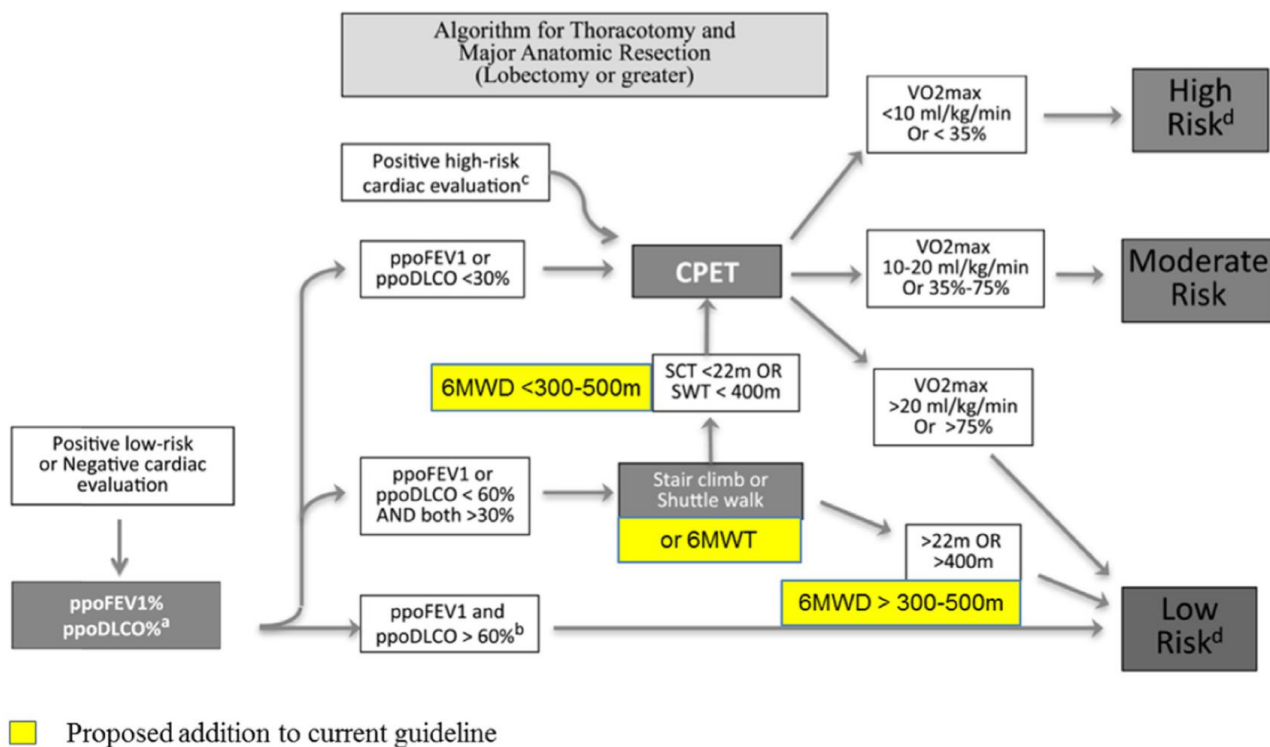 Algorithm for Thoracotomy and
Major Anatomic Resection
(Lobectomy or greater)
VO2max
<10 ml/kg/min
Or < 35%
High
Riskd
Positive high-risk
cardiac evaluationc
ppoFEV1 or
ppoDLCO <30%
CPET
VO2max
10-20 ml/kg/min
Or 35%-75%
Moderate
Risk
6MWD <300-500m
SCT <22m OR
SWT < 400m
VO2max
>20 ml/kg/min
Or >75%
Positive low-risk
or Negative cardiac
evaluation
ppoFEV1 or
ppoDLCO < 60%
AND both >30%
Stair climb or
Shuttle walk
or 6MWT
>22m OR
>400m
6MWD > 300-500m
ppoFEV1%
ppoDLCO%a
ppoFEV1 and
ppoDLCO > 60%b
Low
Riskd
Proposed addition to current guideline